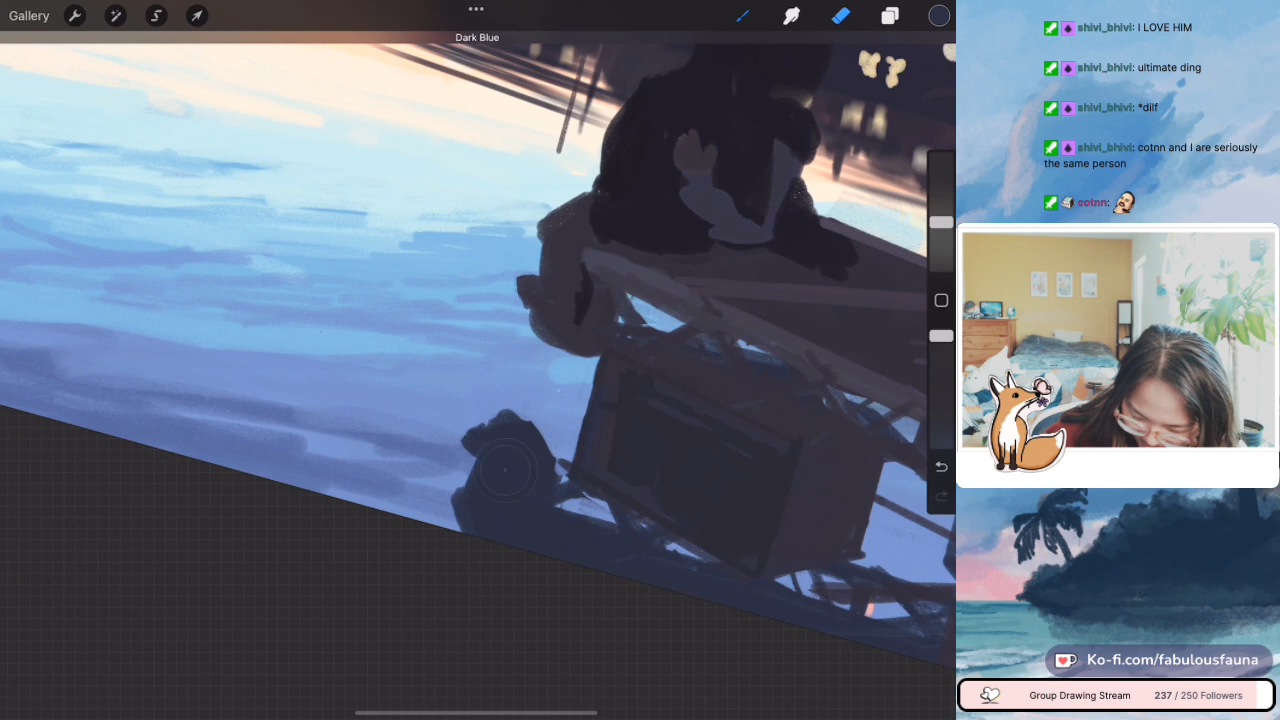 Gallery
Dark Blue
shivi_bhivi: I LOVE HIM
shivi_bhivi: ultimate ding
shivi_bhivi: *dilf
shivi_bhivi: cotnn and I are seriously
the same person
cotnn:
Ko-fi.com/fabulousfauna
Group Drawing Stream 237 / 250 Followers